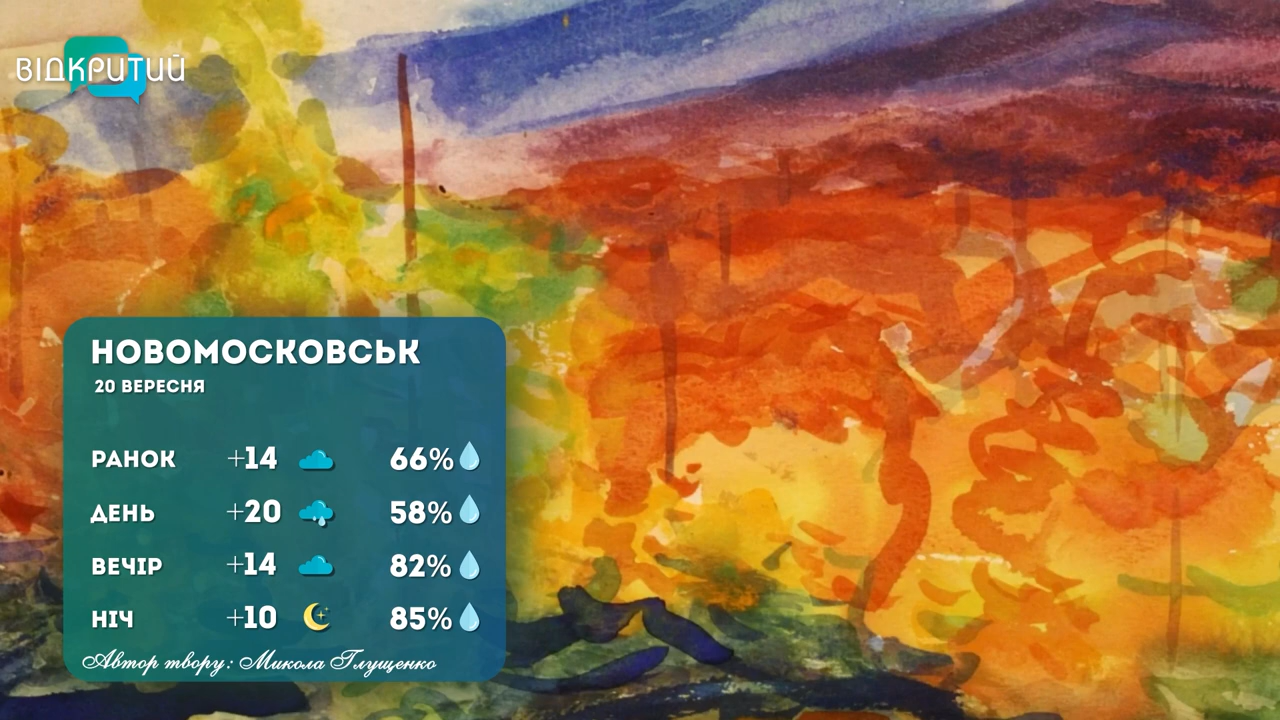 ВІДКРИТИЙ
НОВОМОСКОВСЬК
20 ВЕРЕСНЯ
РАНОК +14 66%
ДЕНЬ +20 58%
ВЕЧІР +14 82%
НІЧ +10 85%
Автор твору: Микола Глущенко